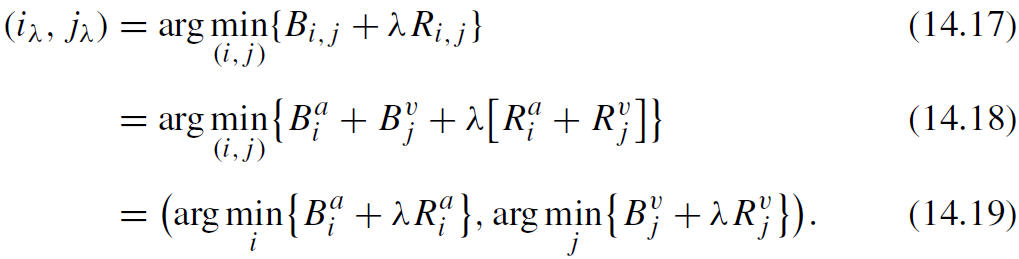 (i_λ, j_λ) = arg min_{(i,j)} {B_{i,j} + λR_{i,j}} (14.17)
= arg min_{(i,j)} {B_i^a + B_j^v + λ[R_i^a + R_j^v]} (14.18)
= (arg min_i {B_i^a + λR_i^a}, arg min_j {B_j^v + λR_j^v}). (14.19)